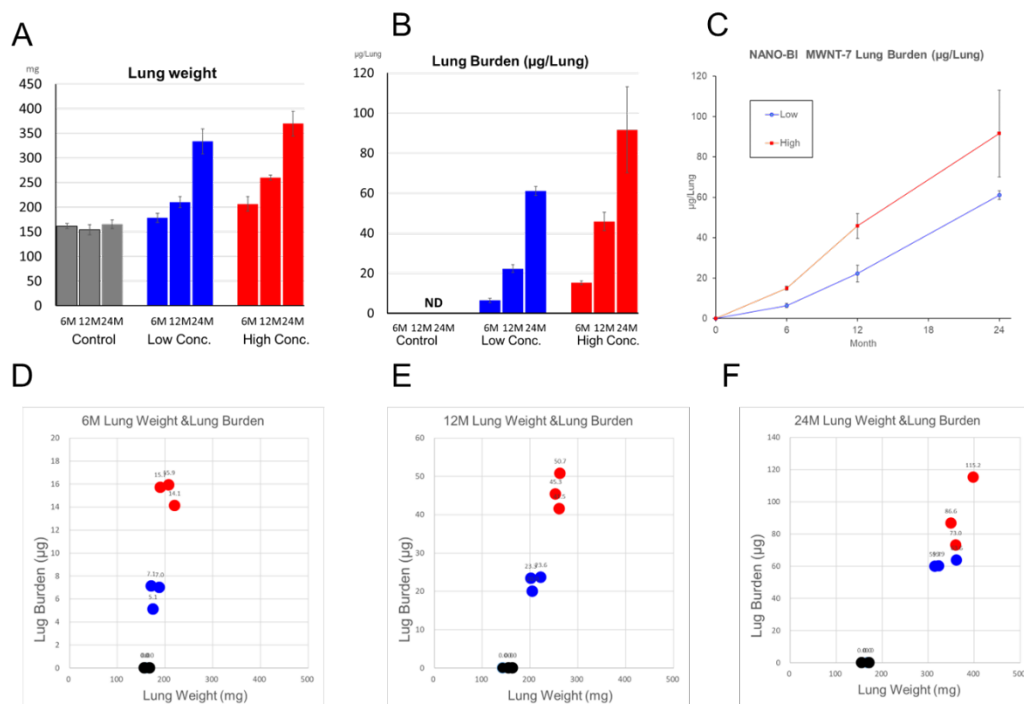 A
mg
Lung weight
450
400
350
300
250
200
150
100
50
0
6M 12M24M 6M 12M24M 6M 12M24M
Control Low Conc. High Conc.
B
µg/Lung
Lung Burden (µg/Lung)
120
100
80
60
40
20
0
ND
6M 12M 24M 6M 12M 24M 6M 12M 24M
Control Low Conc. High Conc.
C
NANO-BI MWNT-7 Lung Burden (µg/Lung)
120
100
80
60
40
20
0
µg/Lung
Low
High
0 6 12 18 24
Month
D
6M Lung Weight &Lung Burden
20
18
16
14
12
10
8
6
4
2
0
Lug Burden (µg)
14.1
7.0
5.1
0 100 200 300 400 500
Lung Weight (mg)
E
12M Lung Weight &Lung Burden
60
50
40
30
20
10
0
Lug Burden (µg)
50.7
45.3
23.3
23.6
0 100 200 300 400 500
Lung Weight (mg)
F
24M Lung Weight &Lung Burden
140
120
100
80
60
40
20
0
Lug Burden (µg)
115.2
86.6
73.0
0 100 200 300 400 500
Lung Weight (mg)